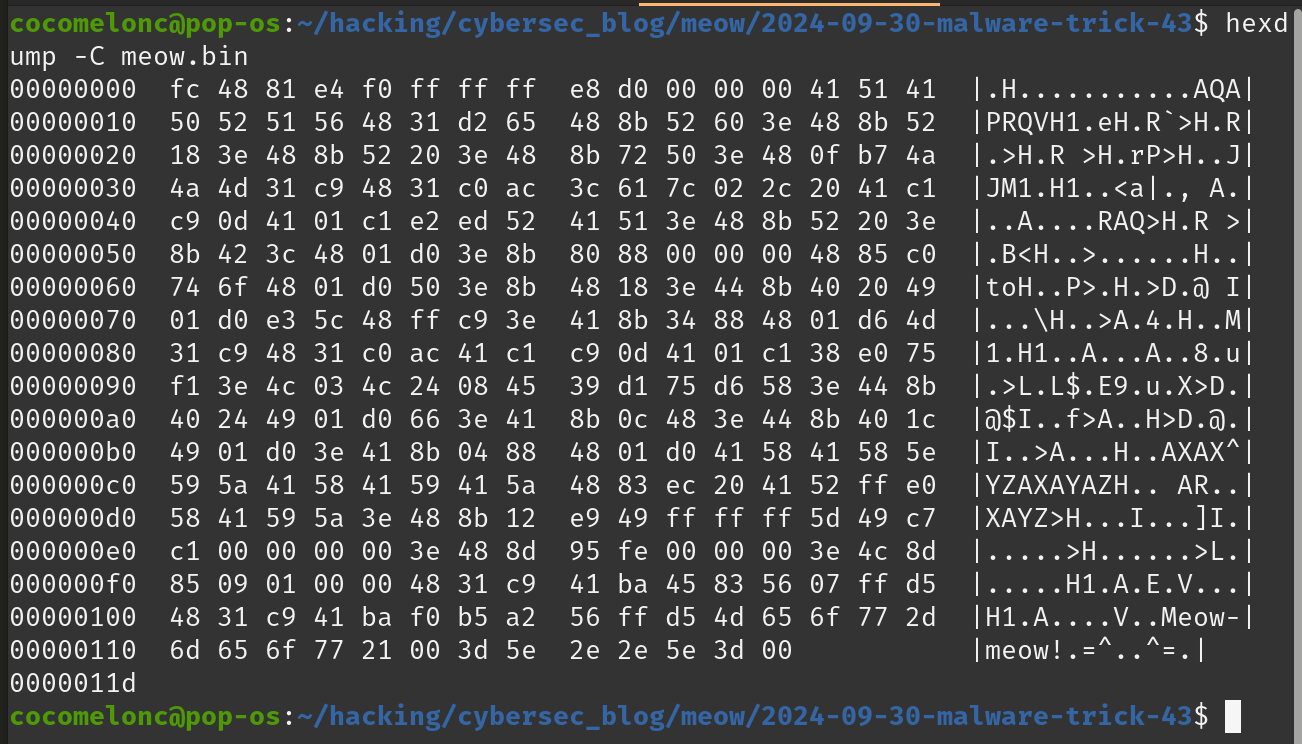 cocomelonc@pop-os:~/hacking/cybersec_blog/meow/2024-09-30-malware-trick-43$ hexd
ump -C meow.bin
00000000  fc 48 81 e4 f0 ff ff ff  e8 d0 00 00 00 41 51 41  |.H...........AQA|
00000010  50 52 51 56 48 31 d2 65  48 8b 52 60 3e 48 8b 52  |PRQVH1.eH.R`>H.R|
00000020  18 3e 48 8b 52 20 3e 48  8b 72 50 3e 48 0f b7 4a  |.>H.R >H.rP>H..J|
00000030  4a 4d 31 c9 48 31 c0 ac  3c 61 7c 02 2c 20 41 c1  |JM1.H1..<a|., A.|
00000040  c9 0d 41 01 c1 e2 ed 52  41 51 3e 48 8b 52 20 3e  |..A....RAQ>H.R >|
00000050  8b 42 3c 48 01 d0 3e 8b  80 88 00 00 00 48 85 c0  |.B<H..>......H..|
00000060  74 6f 48 01 d0 50 3e 8b  48 18 3e 44 8b 40 20 49  |toH..P>.H.>D.@ I|
00000070  01 d0 e3 5c 48 ff c9 3e  41 8b 34 88 48 01 d6 4d  |...\H..>A.4.H..M|
00000080  31 c9 48 31 c0 ac 41 c1  c9 0d 41 01 c1 38 e0 75  |1.H1..A...A..8.u|
00000090  f1 3e 4c 03 4c 24 08 45  39 d1 75 d6 58 3e 44 8b  |.>L.L$.E9.u.X>D.|
000000a0  40 24 49 01 d0 66 3e 41  8b 0c 48 3e 44 8b 40 1c  |@$I..f>A..H>D.@.|
000000b0  49 01 d0 3e 41 8b 04 88  48 01 d0 41 58 41 58 5e  |I..>A...H..AXAX^|
000000c0  59 5a 41 58 41 59 41 5a  48 83 ec 20 41 52 ff e0  |YZAXAYAZH.. AR..|
000000d0  58 41 59 5a 3e 48 8b 12  e9 49 ff ff ff 5d 49 c7  |XAYZ>H...I...]I.|
000000e0  c1 00 00 00 00 3e 48 8d  95 fe 00 00 00 3e 4c 8d  |.....>H......>L.|
000000f0  85 09 01 00 00 48 31 c9  41 ba 45 83 56 07 ff d5  |.....H1.A.E.V...|
00000100  48 31 c9 41 ba f0 b5 a2  56 ff d5 4d 65 6f 77 2d  |H1.A....V..Meow-|
00000110  6d 65 6f 77 21 00 3d 5e  2e 2e 5e 3d 00           |meow!.=^..^=.|
0000011d
cocomelonc@pop-os:~/hacking/cybersec_blog/meow/2024-09-30-malware-trick-43$